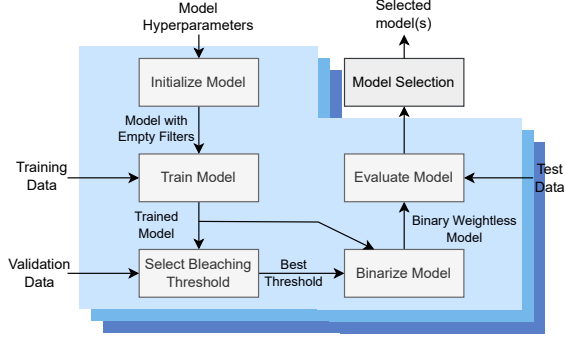 Model
Hyperparameters
Selected
model(s)
Initialize Model
Model Selection
Model with
Empty Filters
Training
Data
Train Model
Evaluate Model
Test
Data
Trained
Model
Binary Weightless
Model
Validation
Data
Select Bleaching
Threshold
Best
Threshold
Binarize Model